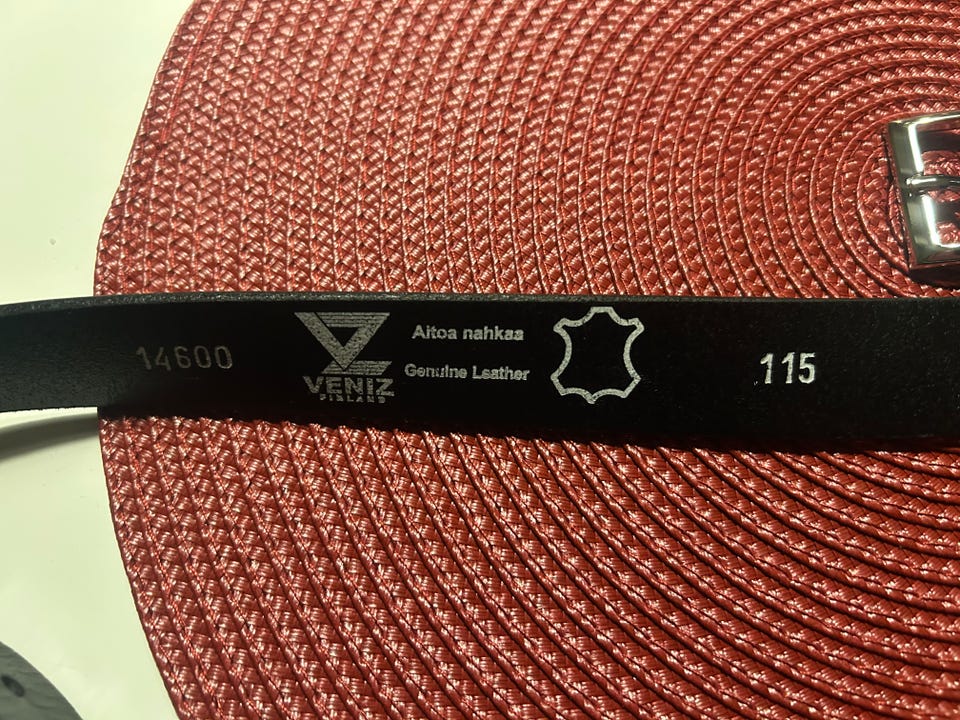 14600
VENIZ
FINLAND
Aitoa nahkaa
Genuine Leather
115